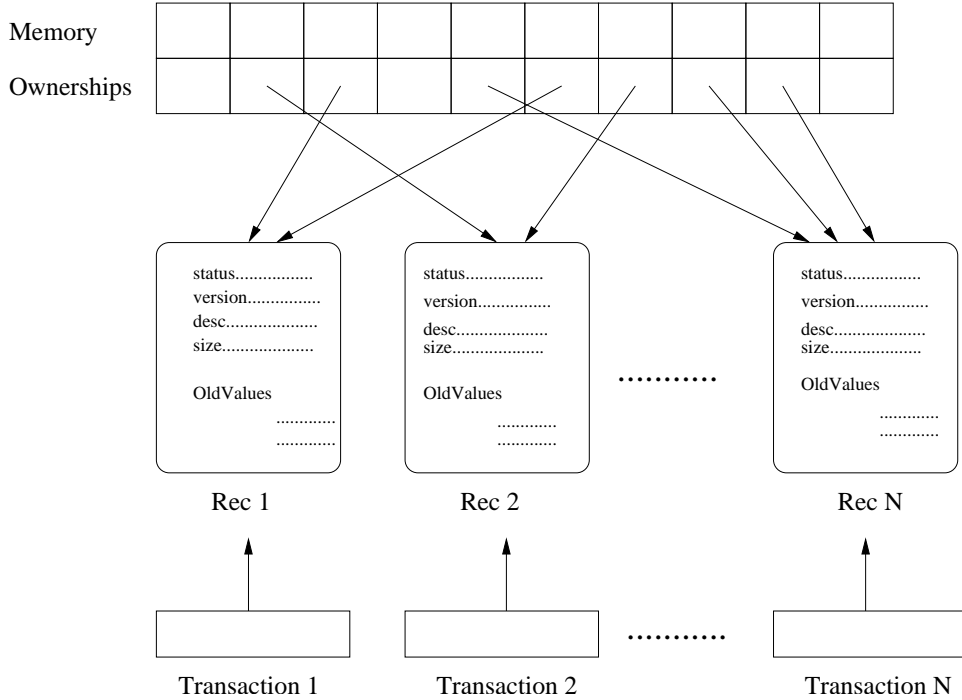 Memory
Ownerships
status.................
version................
desc....................
size....................
OldValues
.............
.............
status.................
version................
desc....................
size....................
OldValues
.............
.............
...........
status.................
version................
desc....................
size....................
OldValues
.............
.............
Rec 1
Rec 2
Rec N
...........
Transaction 1
Transaction 2
Transaction N